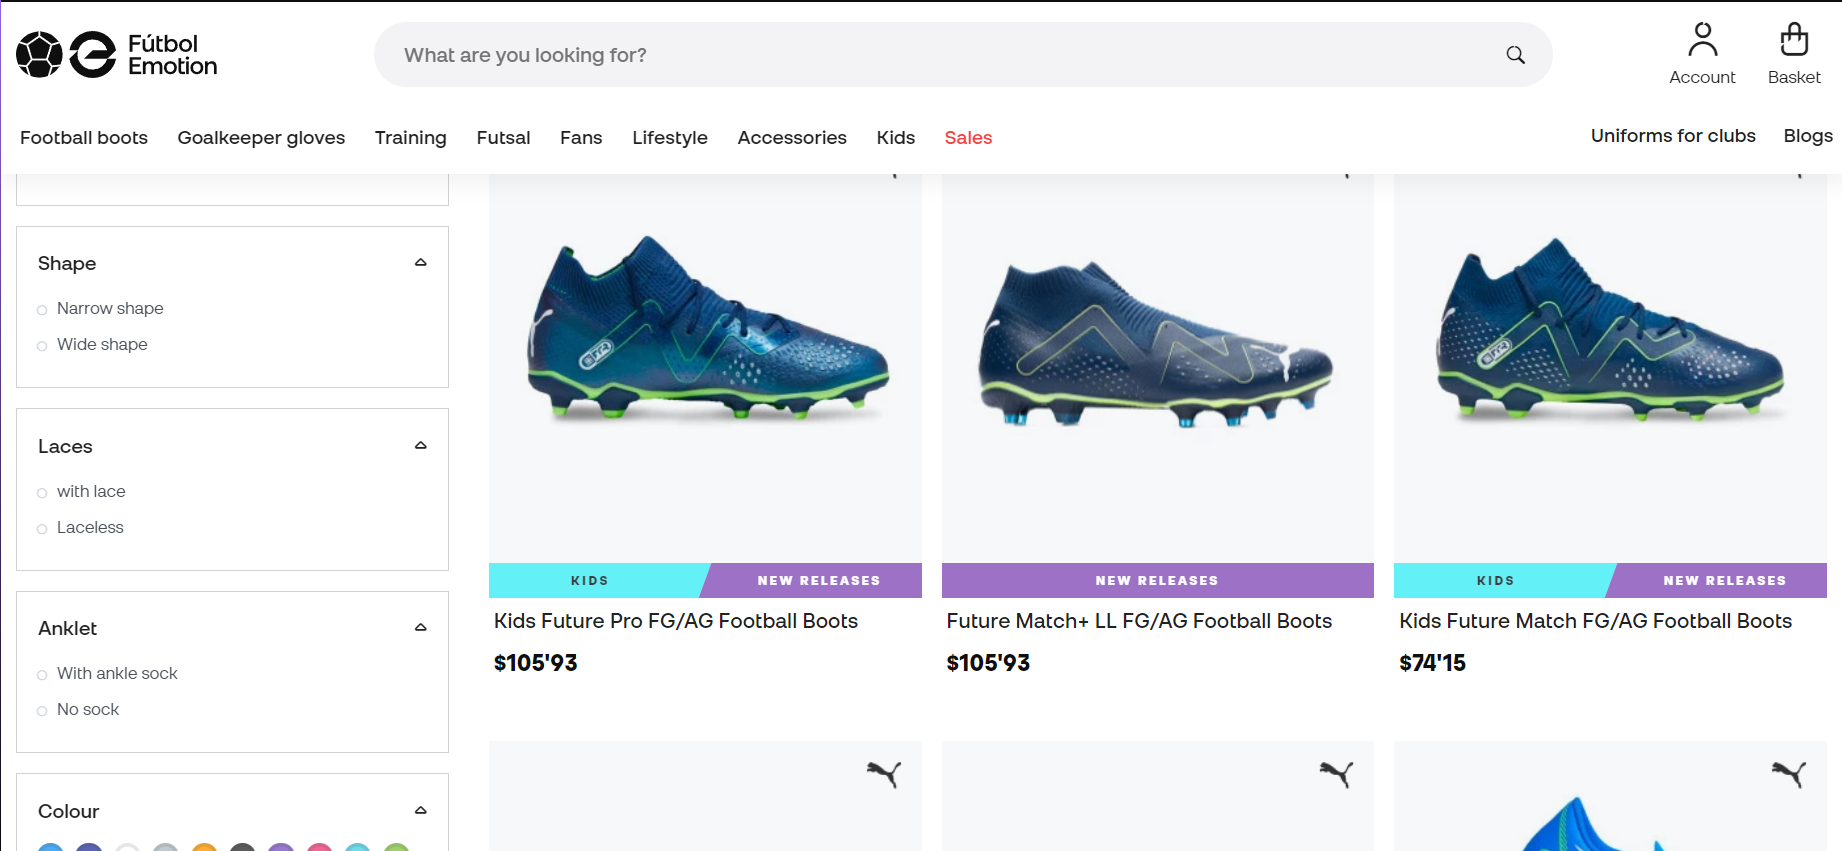 Fútbol
Emotion
What are you looking for?
Account
Basket
Football boots
Goalkeeper gloves
Training
Futsal
Fans
Lifestyle
Accessories
Kids
Sales
Uniforms for clubs
Blogs
Shape
Narrow shape
Wide shape
Laces
with lace
Laceless
Anklet
With ankle sock
No sock
Colour
KIDS
NEW RELEASES
Kids Future Pro FG/AG Football Boots
$105'93
NEW RELEASES
Future Match+ LL FG/AG Football Boots
$105'93
KIDS
NEW RELEASES
Kids Future Match FG/AG Football Boots
$74'15